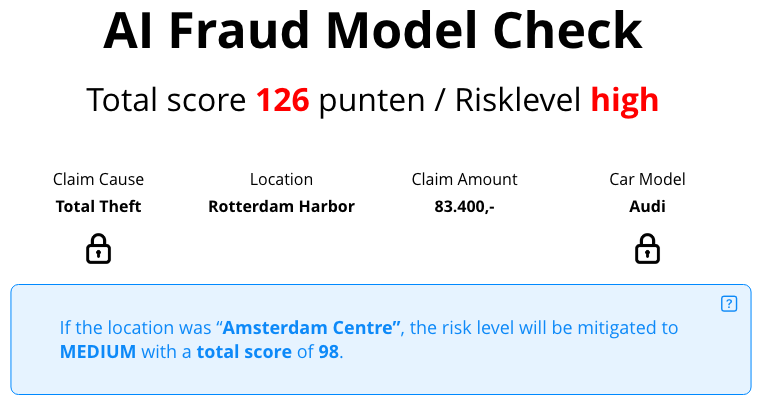 AI Fraud Model Check
Total score 126 punten / Risklevel high
Claim Cause Location Claim Amount Car Model
Total Theft Rotterdam Harbor 83.400,- Audi
?
If the location was “Amsterdam Centre”, the risk level will be mitigated to
MEDIUM with a total score of 98.